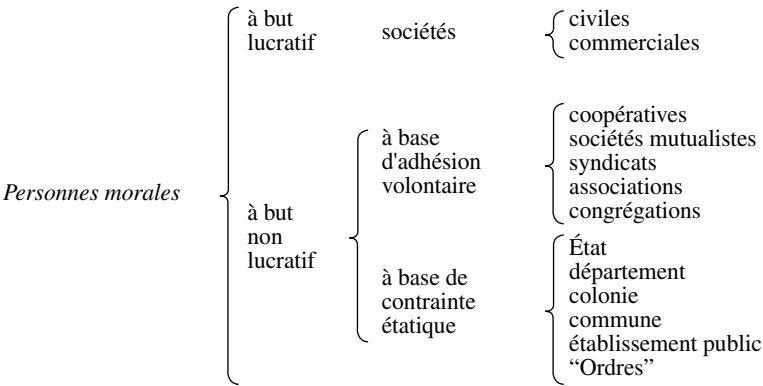 à but
lucratif
sociétés
civiles
commerciales
Personnes morales
à but
non
lucratif
à base
d'adhésion
volontaire
coopératives
sociétés mutualistes
syndicats
associations
congrégations
à base de
contrainte
étatique
État
département
colonie
commune
établissement public
“Ordres”